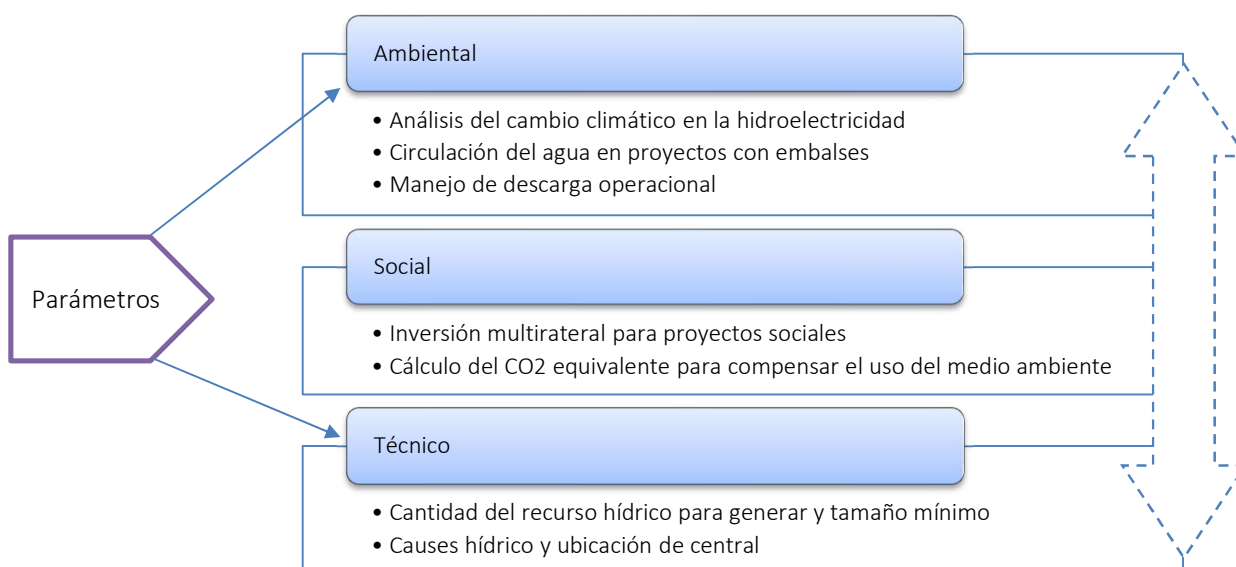 Ambiental
• Análisis del cambio climático en la hidroelectricidad
• Circulación del agua en proyectos con embalses
• Manejo de descarga operacional
Parámetros
Social
• Inversión multirateral para proyectos sociales
• Cálculo del CO2 equivalente para compensar el uso del medio ambiente
Técnico
• Cantidad del recurso hídrico para generar y tamaño mínimo
• Causes hídrico y ubicación de central